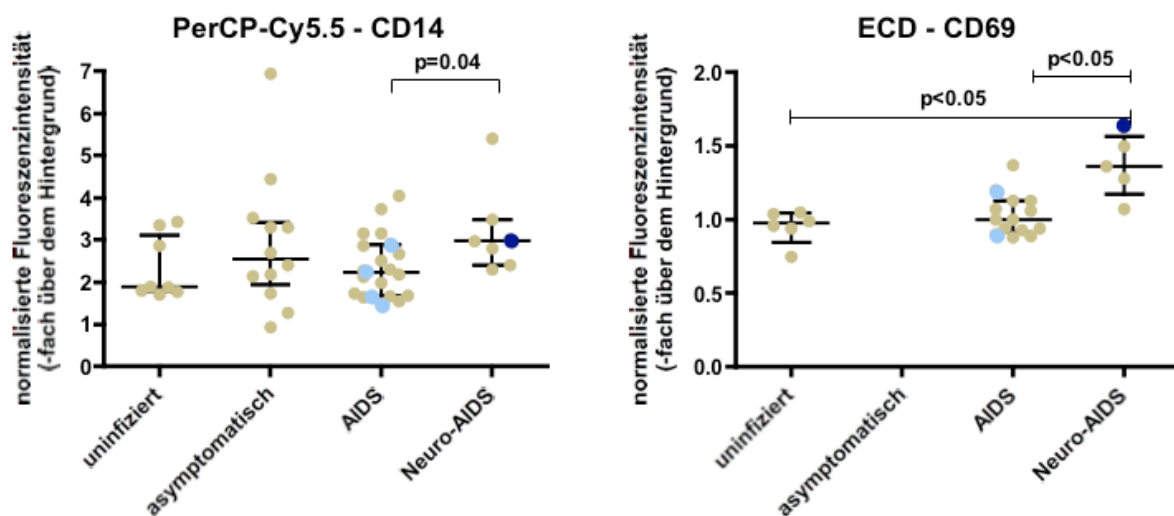 PerCP-Cy5.5 - CD14
normalisierte Fluoreszenzintensität
(-fach über dem Hintergrund)
p=0.04
7
6
5
4
3
2
1
0
uninfiziert
asymptomatisch
AIDS
Neuro-AIDS
ECD - CD69
normalisierte Fluoreszenzintensität
(-fach über dem Hintergrund)
p<0.05
p<0.05
2.0
1.5
1.0
0.5
0.0
uninfiziert
asymptomatisch
AIDS
Neuro-AIDS